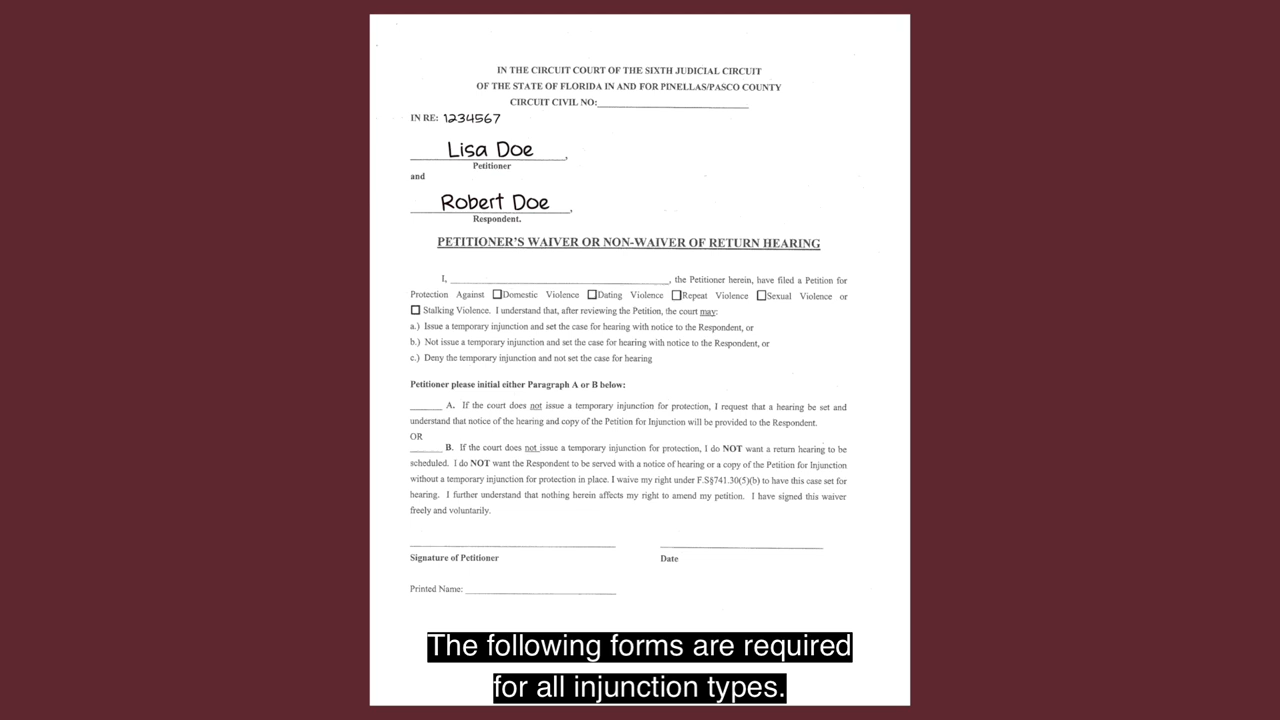 IN THE CIRCUIT COURT OF THE SIXTH JUDICIAL CIRCUIT
OF THE STATE OF FLORIDA IN AND FOR PINELLAS/PASCO COUNTY
CIRCUIT CIVIL NO:____________________
IN RE: 1234567
Lisa Doe,
Petitioner
and
Robert Doe,
Respondent.
PETITIONER'S WAIVER OR NON-WAIVER OF RETURN HEARING
I, ____________________, the Petitioner herein, have filed a Petition for
Protection Against ☐Domestic Violence ☐Dating Violence ☐Repeat Violence ☐Sexual Violence or
☐ Stalking Violence. I understand that, after reviewing the Petition, the court may:
a.) Issue a temporary injunction and set the case for hearing with notice to the Respondent, or
b.) Not issue a temporary injunction and set the case for hearing with notice to the Respondent, or
c.) Deny the temporary injunction and not set the case for hearing
Petitioner please initial either Paragraph A or B below:
______ A. If the court does not issue a temporary injunction for protection, I request that a hearing be set and
understand that notice of the hearing and copy of the Petition for Injunction will be provided to the Respondent.
OR
______ B. If the court does not issue a temporary injunction for protection, I do NOT want a return hearing to be
scheduled. I do NOT want the Respondent to be served with a notice of hearing or a copy of the Petition for Injunction
without a temporary injunction for protection in place. I waive my right under F.S§741.30(5)(b) to have this case set for
hearing. I further understand that nothing herein affects my right to amend my petition. I have signed this waiver
freely and voluntarily.
Signature of Petitioner Date
Printed Name: ____________________
The following forms are required
for all injunction types.